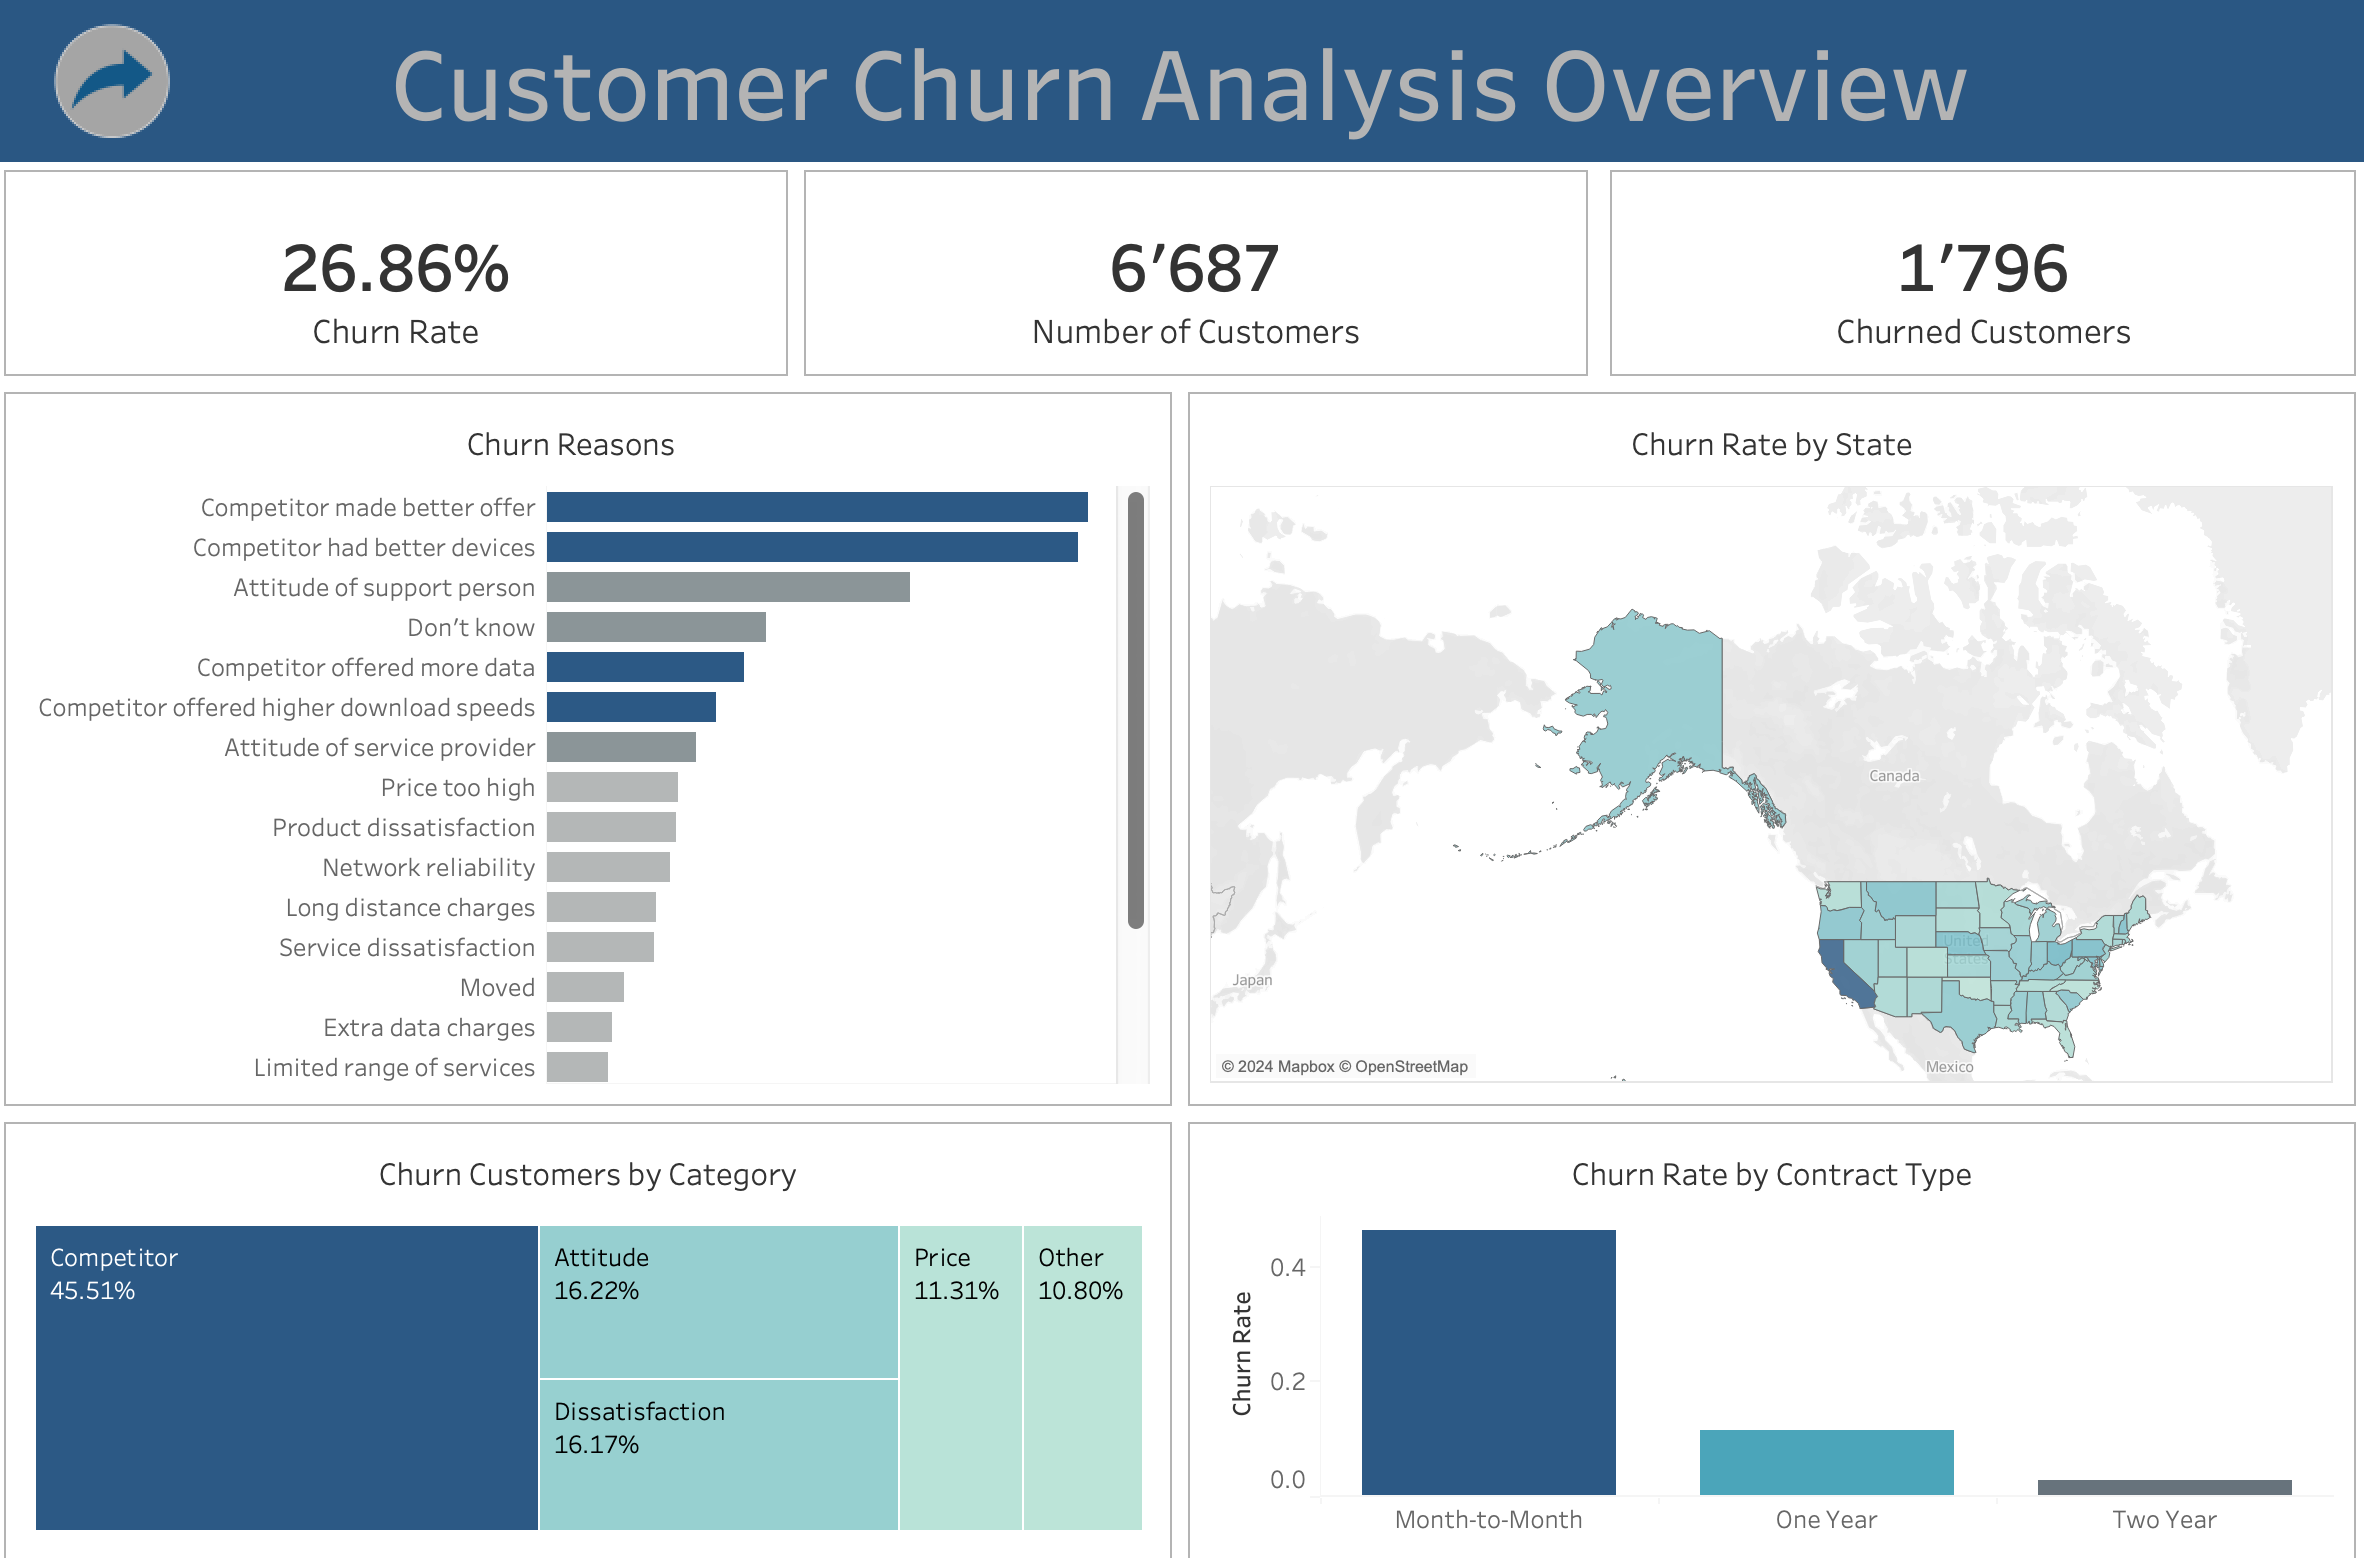 Customer Churn Analysis Overview
26.86%
Churn Rate
6’687
Number of Customers
1’796
Churned Customers
Churn Reasons
Competitor made better offer
Competitor had better devices
Attitude of support person
Don’t know
Competitor offered more data
Competitor offered higher download speeds
Attitude of service provider
Price too high
Product dissatisfaction
Network reliability
Long distance charges
Service dissatisfaction
Moved
Extra data charges
Limited range of services
Churn Rate by State
Canada
United
States
Japan
Mexico
© 2024 Mapbox © OpenStreetMap
Churn Customers by Category
Competitor
45.51%
Attitude
16.22%
Dissatisfaction
16.17%
Price
11.31%
Other
10.80%
Churn Rate by Contract Type
Churn Rate
0.4
0.2
0.0
Month-to-Month
One Year
Two Year